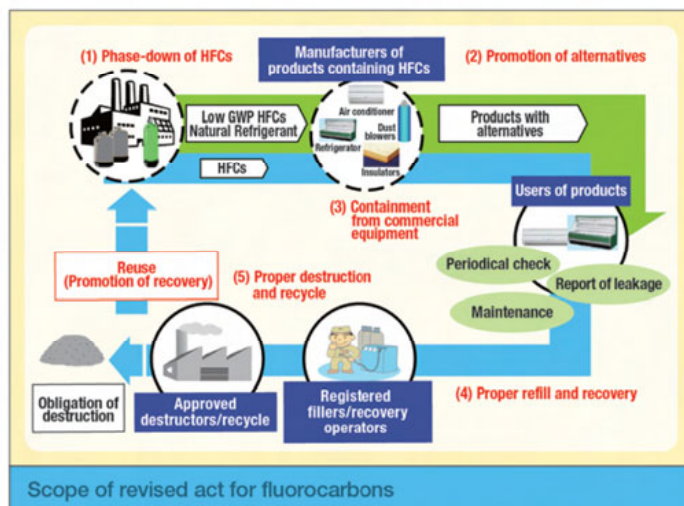 (1) Phase-down of HFCs
Manufacturers of
products containing HFCs
(2) Promotion of alternatives
Low GWP HFCs
Natural Refrigerant
Air conditioner
Dust
blowers
Refrigerator
Insulators
Products with
alternatives
HFCs
Users of products
(3) Containment
from commercial
equipment
Periodical check
Report of leakage
Maintenance
Reuse
(Promotion of recovery)
(5) Proper destruction
and recycle
(4) Proper refill and recovery
Obligation of
destruction
Approved
destructors/recycle
Registered
fillers/recovery
operators
Scope of revised act for fluorocarbons